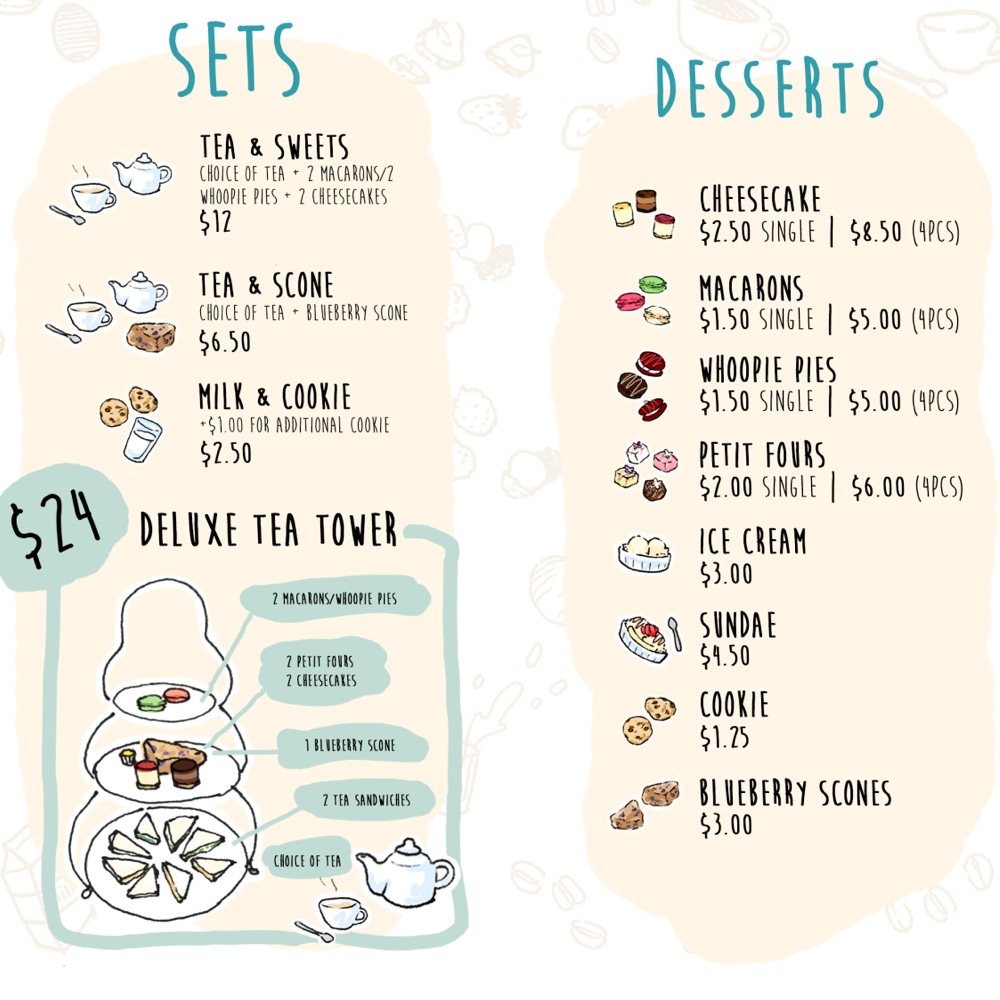 SETS
TEA & SWEETS
CHOICE OF TEA + 2 MACARONS/2
WHOOPIE PIES + 2 CHEESECAKES
$12
TEA & SCONE
CHOICE OF TEA + BLUEBERRY SCONE
$6.50
MILK & COOKIE
+$1.00 FOR ADDITIONAL COOKIE
$2.50
$24
DELUXE TEA TOWER
2 MACARONS/WHOOPIE PIES
2 PETIT FOURS
2 CHEESECAKES
1 BLUEBERRY SCONE
2 TEA SANDWICHES
CHOICE OF TEA
DESSERTS
CHEESECAKE
$2.50 SINGLE | $8.50 (4PCS)
MACARONS
$1.50 SINGLE | $5.00 (4PCS)
WHOOPIE PIES
$1.50 SINGLE | $5.00 (4PCS)
PETIT FOURS
$2.00 SINGLE | $6.00 (4PCS)
ICE CREAM
$3.00
SUNDAE
$4.50
COOKIE
$1.25
BLUEBERRY SCONES
$3.00